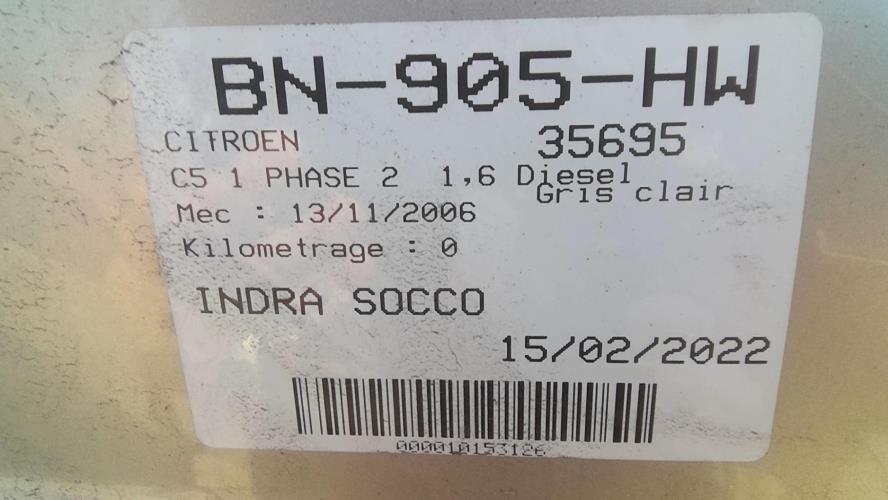 BN-905-HW
CITROEN 35695
C5 1 PHASE 2 1,6 Diesel
Gris clair
Mec : 13/11/2006
Kilometrage : 0
INDRA SOCCO
15/02/2022
000010153126